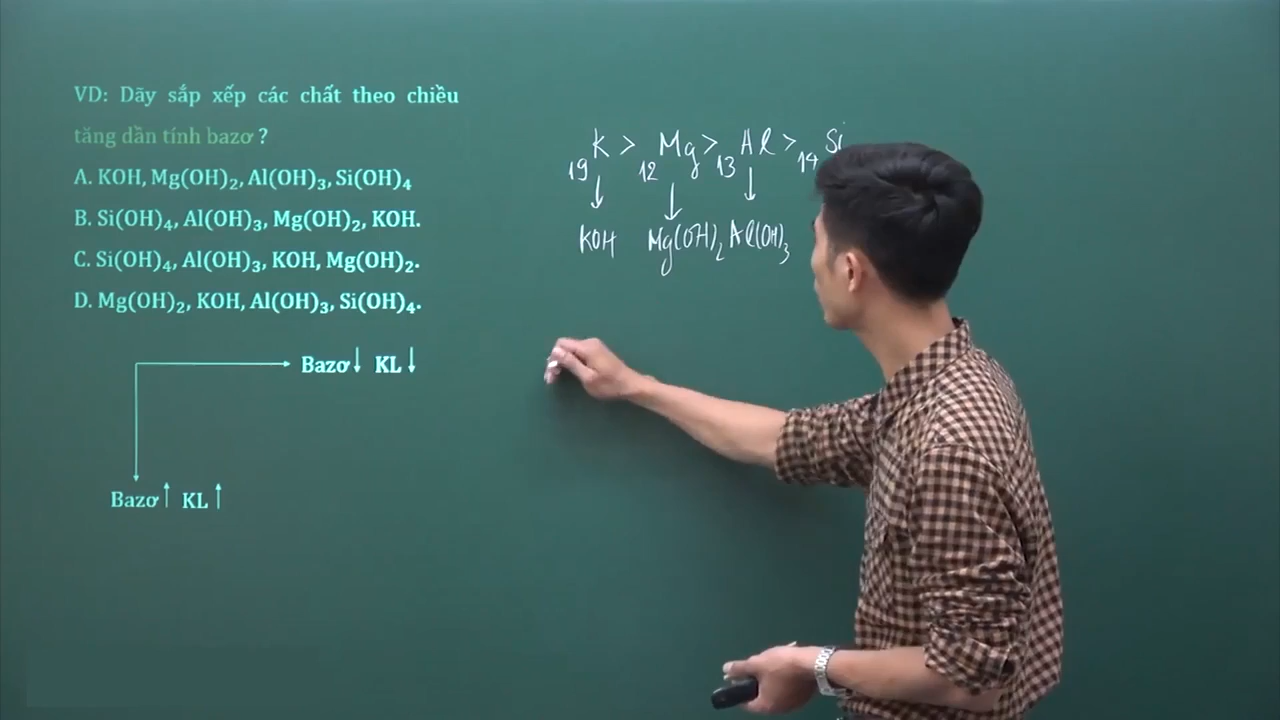 VD: Dãy sắp xếp các chất theo chiều
tăng dần tính bazơ ?
A. KOH, Mg(OH)₂, Al(OH)₃, Si(OH)₄
B. Si(OH)₄, Al(OH)₃, Mg(OH)₂, KOH.
C. Si(OH)₄, Al(OH)₃, KOH, Mg(OH)₂.
D. Mg(OH)₂, KOH, Al(OH)₃, Si(OH)₄.
Bazơ↓ KL↓
Bazơ↑ KL↑
₁₉K > ₁₂Mg > ₁₃Al > ₁₄Si
↓ ↓ ↓
KOH Mg(OH)₂ Al(OH)₃